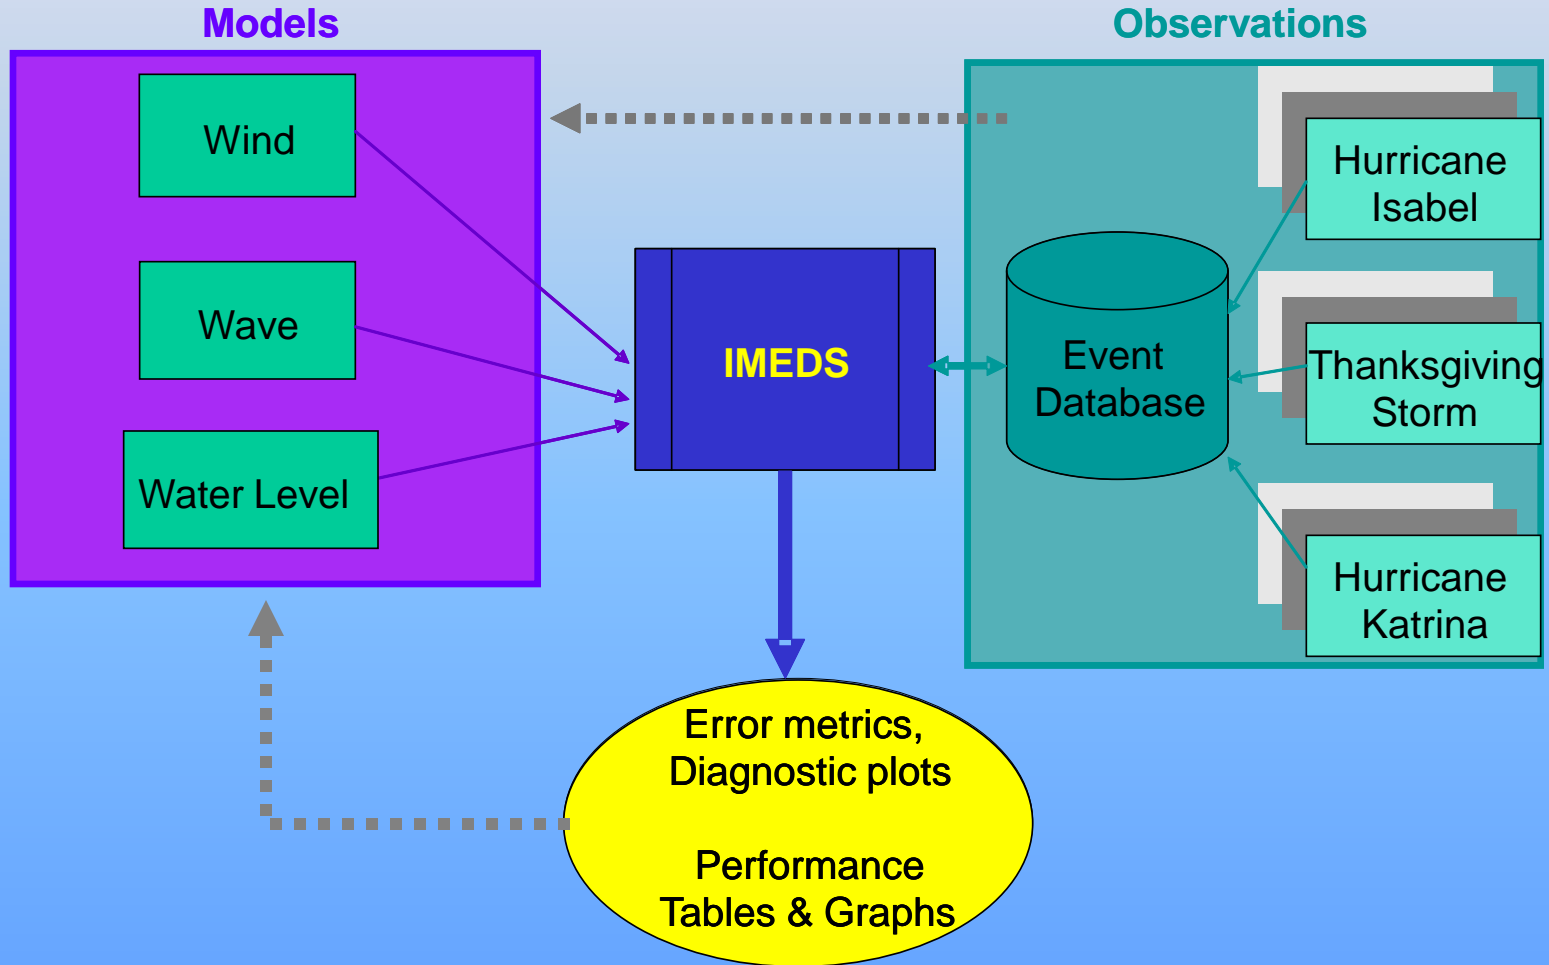 Models
Observations
Wind
Wave
Water Level
IMEDS
Event
Database
Hurricane
Isabel
Thanksgiving
Storm
Hurricane
Katrina
Error metrics,
Diagnostic plots
Performance
Tables & Graphs